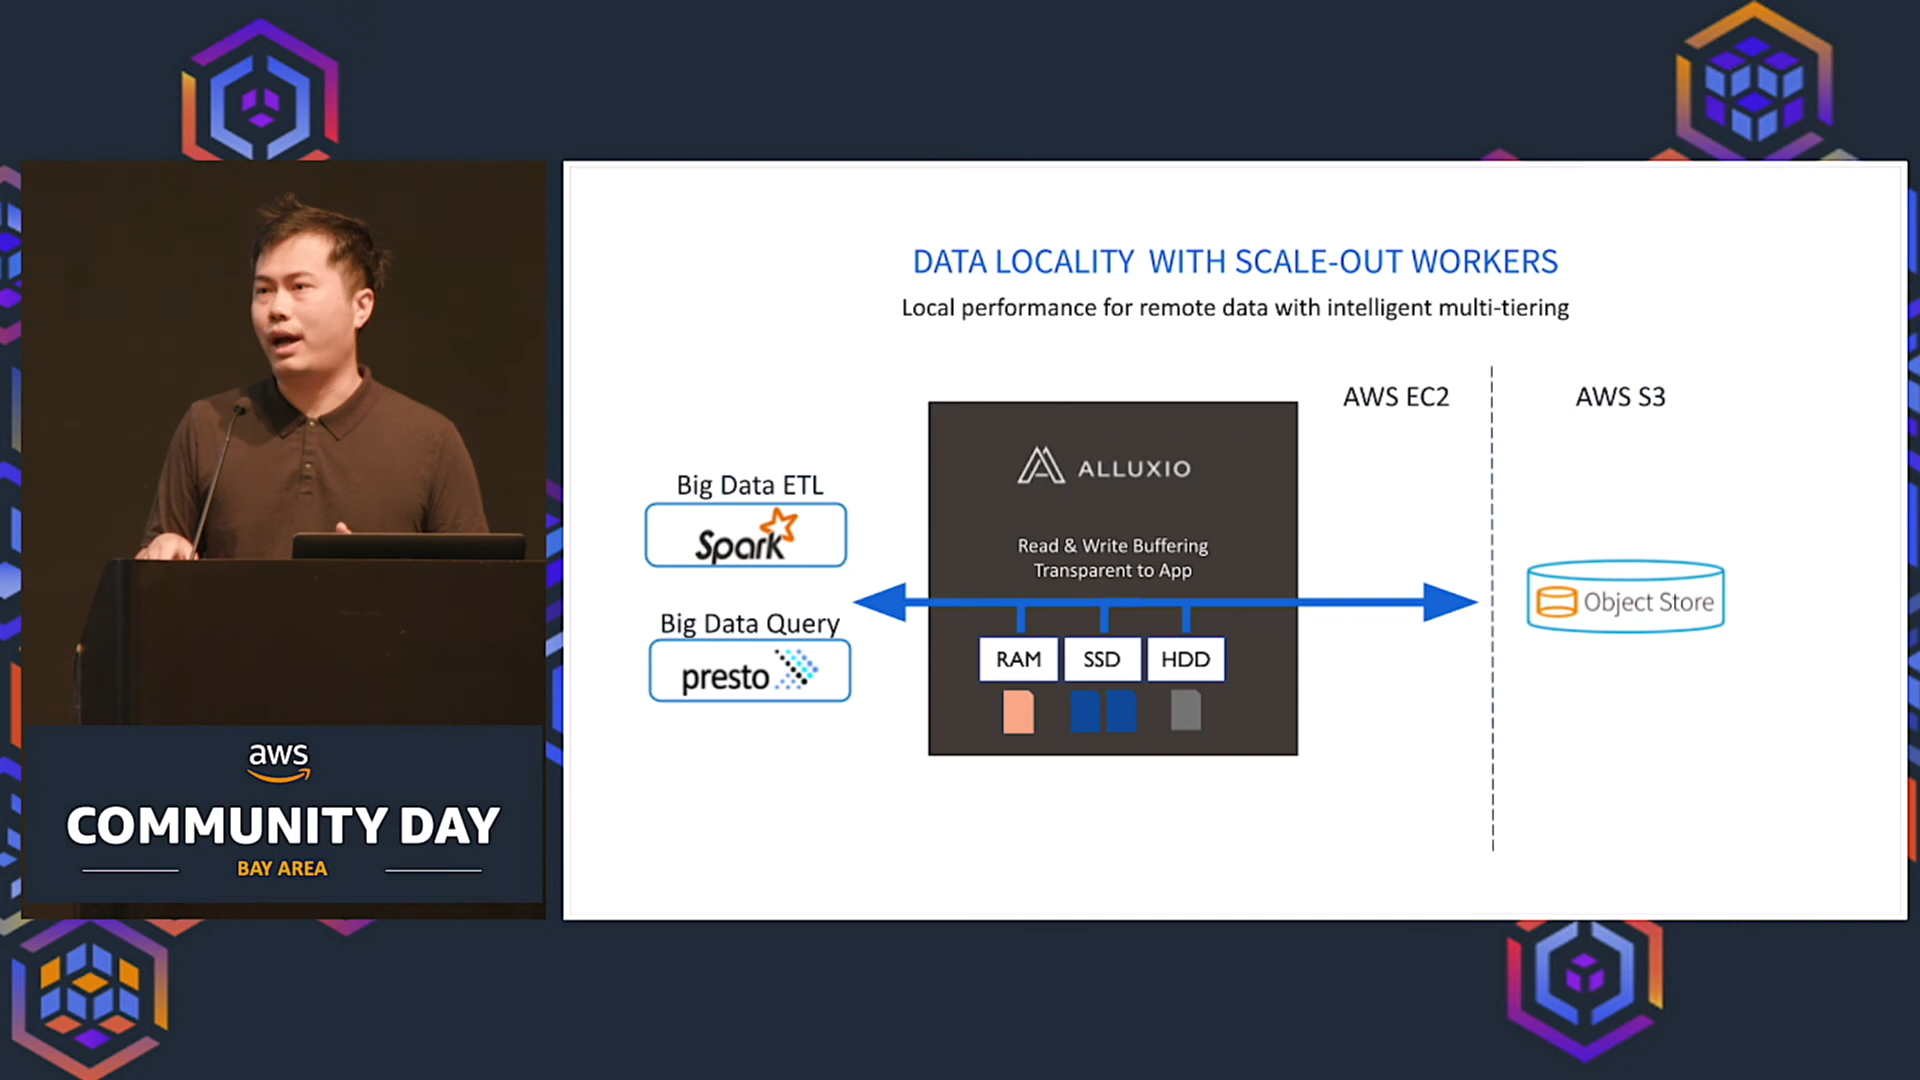 aws
COMMUNITY DAY
BAY AREA
DATA LOCALITY WITH SCALE-OUT WORKERS
Local performance for remote data with intelligent multi-tiering
AWS EC2
AWS S3
Big Data ETL
Spark
Big Data Query
presto
ALLUXIO
Read & Write Buffering
Transparent to App
RAM
SSD
HDD
Object Store